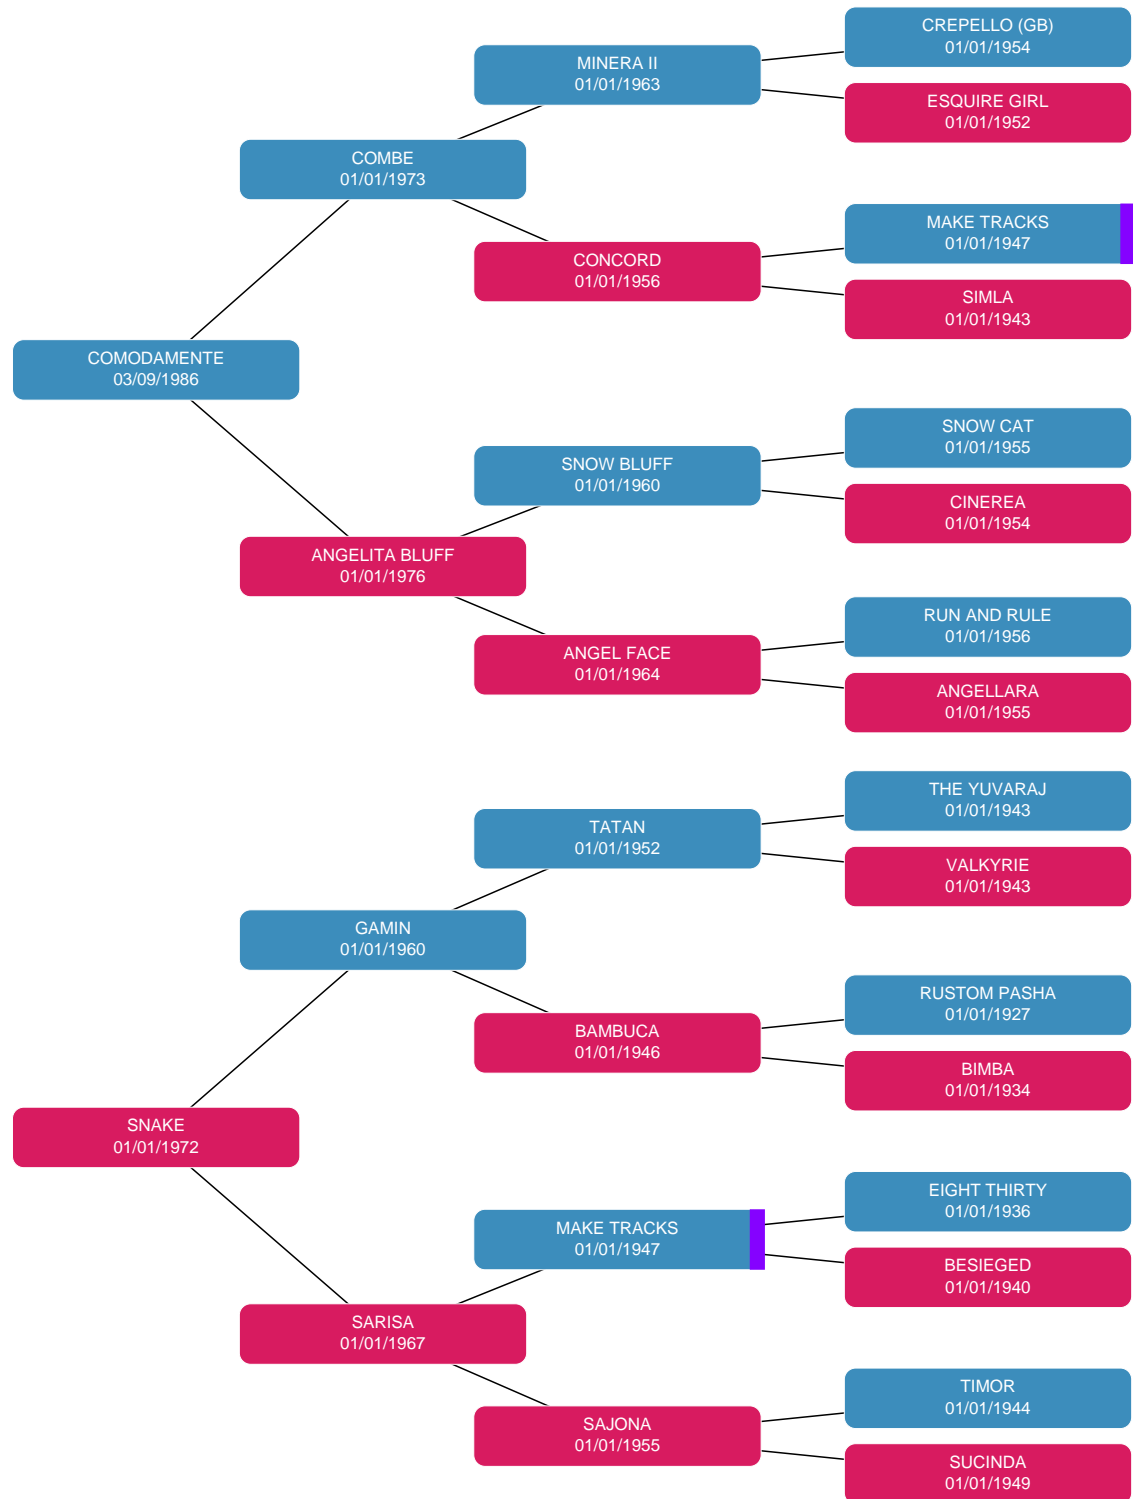 CREPELLO (GB)
01/01/1954
MINERA II
01/01/1963
ESQUIRE GIRL
01/01/1952
COMBE
01/01/1973
MAKE TRACKS
01/01/1947
CONCORD
01/01/1956
SIMLA
01/01/1943
COMODAMENTE
03/09/1986
SNOW CAT
01/01/1955
SNOW BLUFF
01/01/1960
CINEREA
01/01/1954
ANGELITA BLUFF
01/01/1976
RUN AND RULE
01/01/1956
ANGEL FACE
01/01/1964
ANGELLARA
01/01/1955
THE YUVARAJ
01/01/1943
TATAN
01/01/1952
VALKYRIE
01/01/1943
GAMIN
01/01/1960
RUSTOM PASHA
01/01/1927
BAMBUCA
01/01/1946
BIMBA
01/01/1934
SNAKE
01/01/1972
EIGHT THIRTY
01/01/1936
MAKE TRACKS
01/01/1947
BESIEGED
01/01/1940
SARISA
01/01/1967
TIMOR
01/01/1944
SAJONA
01/01/1955
SUCINDA
01/01/1949